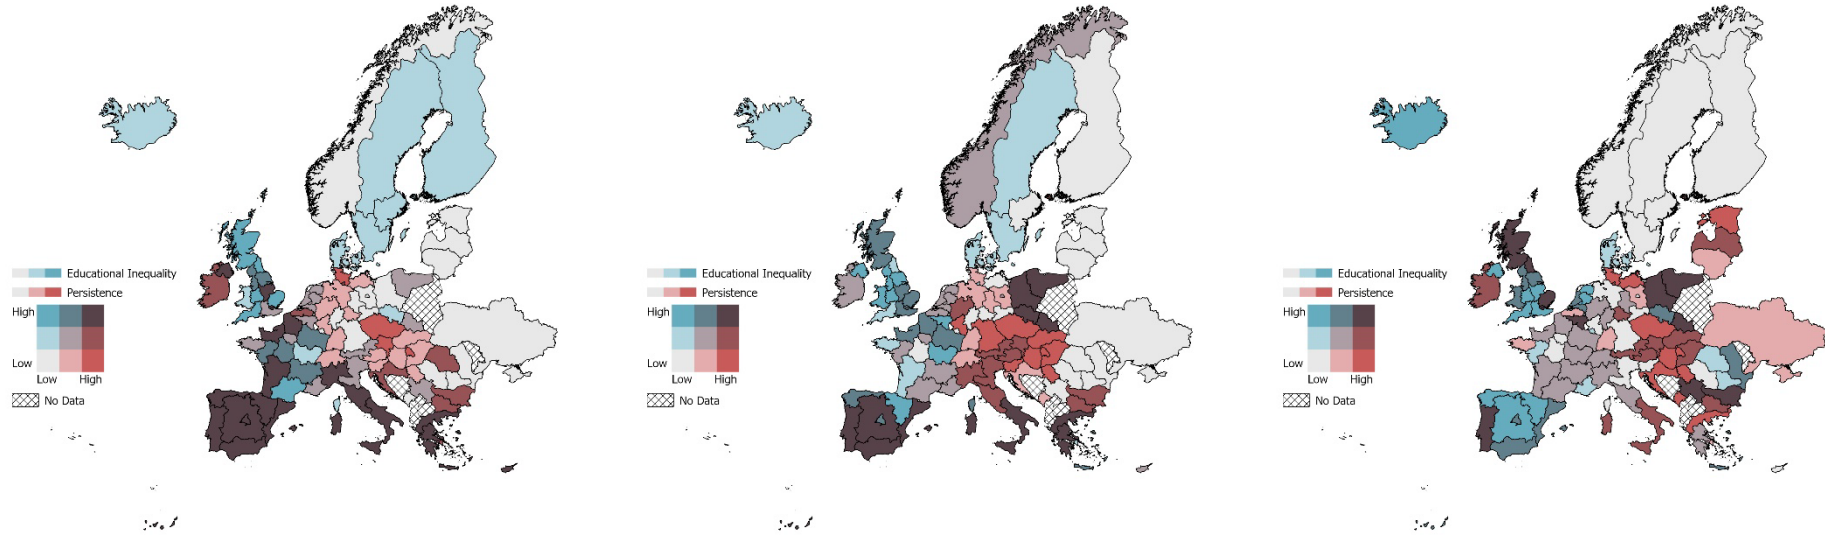 Educational Inequality
Persistence
High
Low
Low High
No Data
Educational Inequality
Persistence
High
Low
Low High
No Data
Educational Inequality
Persistence
High
Low
Low High
No Data